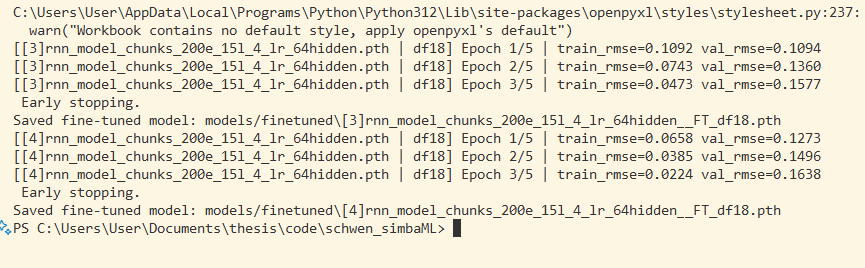 C:\Users\User\AppData\Local\Programs\Python\Python312\Lib\site-packages\openpyxl\styles\stylesheet.py:237:
warn("Workbook contains no default style, apply openpyxl's default")
[[3]rnn_model_chunks_200e_15l_4_lr_64hidden.pth | df18] Epoch 1/5 | train_rmse=0.1092 val_rmse=0.1094
[[3]rnn_model_chunks_200e_15l_4_lr_64hidden.pth | df18] Epoch 2/5 | train_rmse=0.0743 val_rmse=0.1360
[[3]rnn_model_chunks_200e_15l_4_lr_64hidden.pth | df18] Epoch 3/5 | train_rmse=0.0473 val_rmse=0.1577
Early stopping.
Saved fine-tuned model: models/finetuned\[3]rnn_model_chunks_200e_15l_4_lr_64hidden__FT_df18.pth
[[4]rnn_model_chunks_200e_15l_4_lr_64hidden.pth | df18] Epoch 1/5 | train_rmse=0.0658 val_rmse=0.1273
[[4]rnn_model_chunks_200e_15l_4_lr_64hidden.pth | df18] Epoch 2/5 | train_rmse=0.0385 val_rmse=0.1496
[[4]rnn_model_chunks_200e_15l_4_lr_64hidden.pth | df18] Epoch 3/5 | train_rmse=0.0224 val_rmse=0.1638
Early stopping.
Saved fine-tuned model: models/finetuned\[4]rnn_model_chunks_200e_15l_4_lr_64hidden__FT_df18.pth
PS C:\Users\User\Documents\thesis\code\schwen_simbaML>